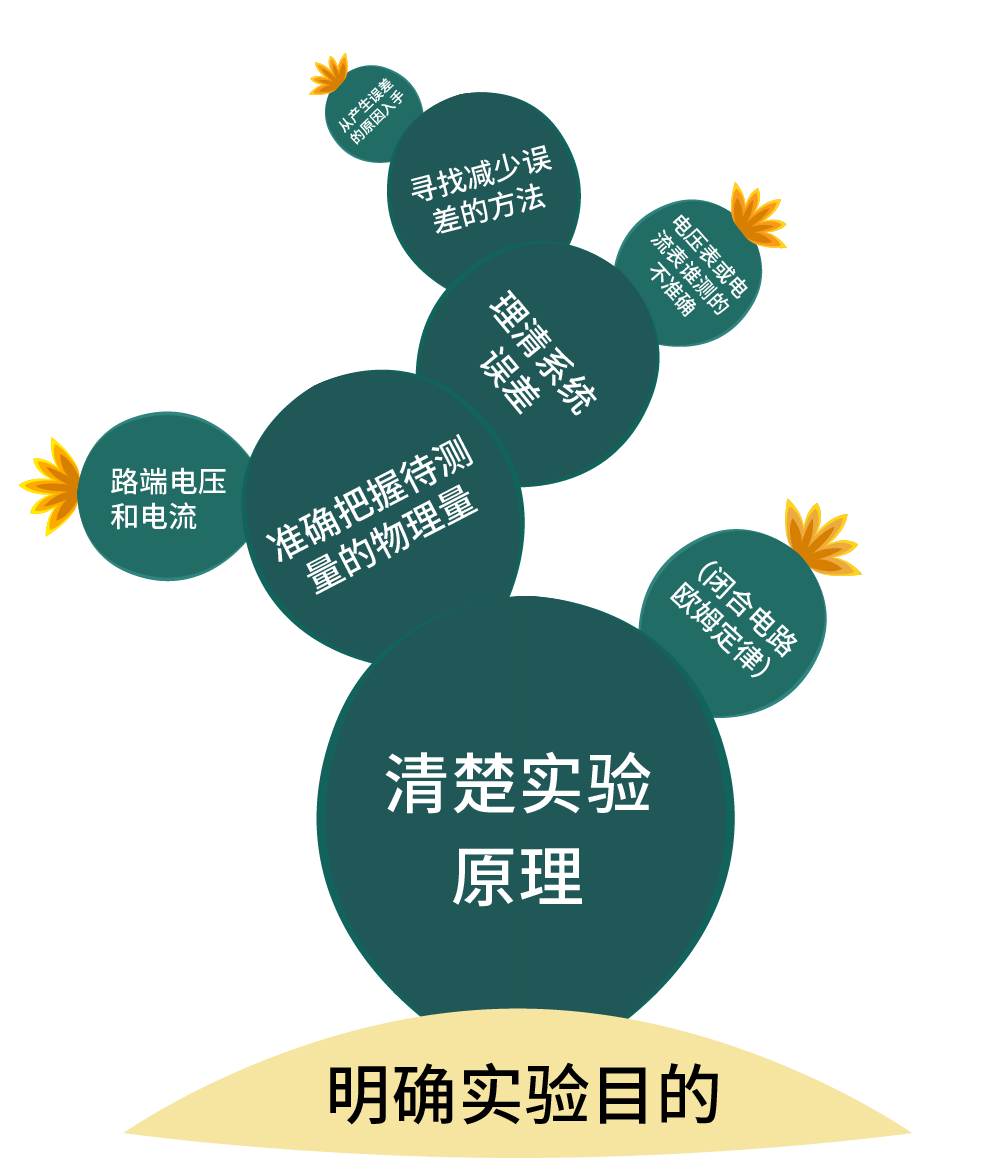 从产生误差
的原因入手
寻找减少误
差的方法
电压表或电
流表谁测的
不准确
理清系统
误差
路端电压
和电流
准确把握待测
量的物理量
（闭合电路
欧姆定律）
清楚实验
原理
明确实验目的